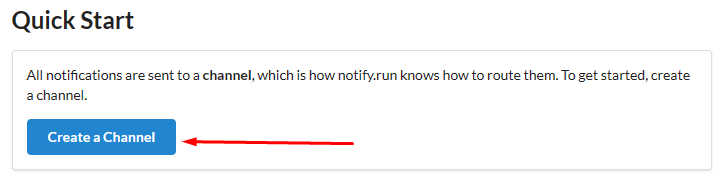 Quick Start
All notifications are sent to a channel, which is how notify.run knows how to route them. To get started, create
a channel.
Create a Channel